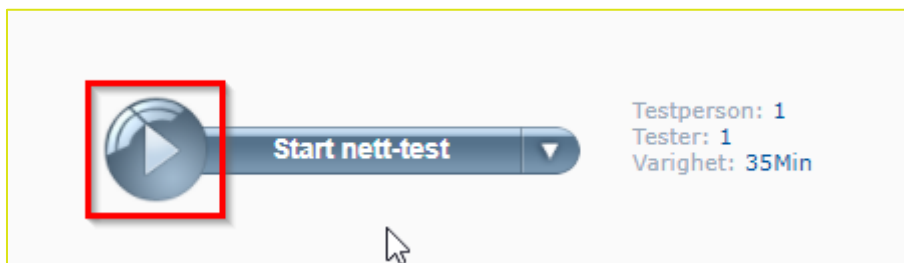 Start nett-test
Testperson: 1
Tester: 1
Varighet: 35Min